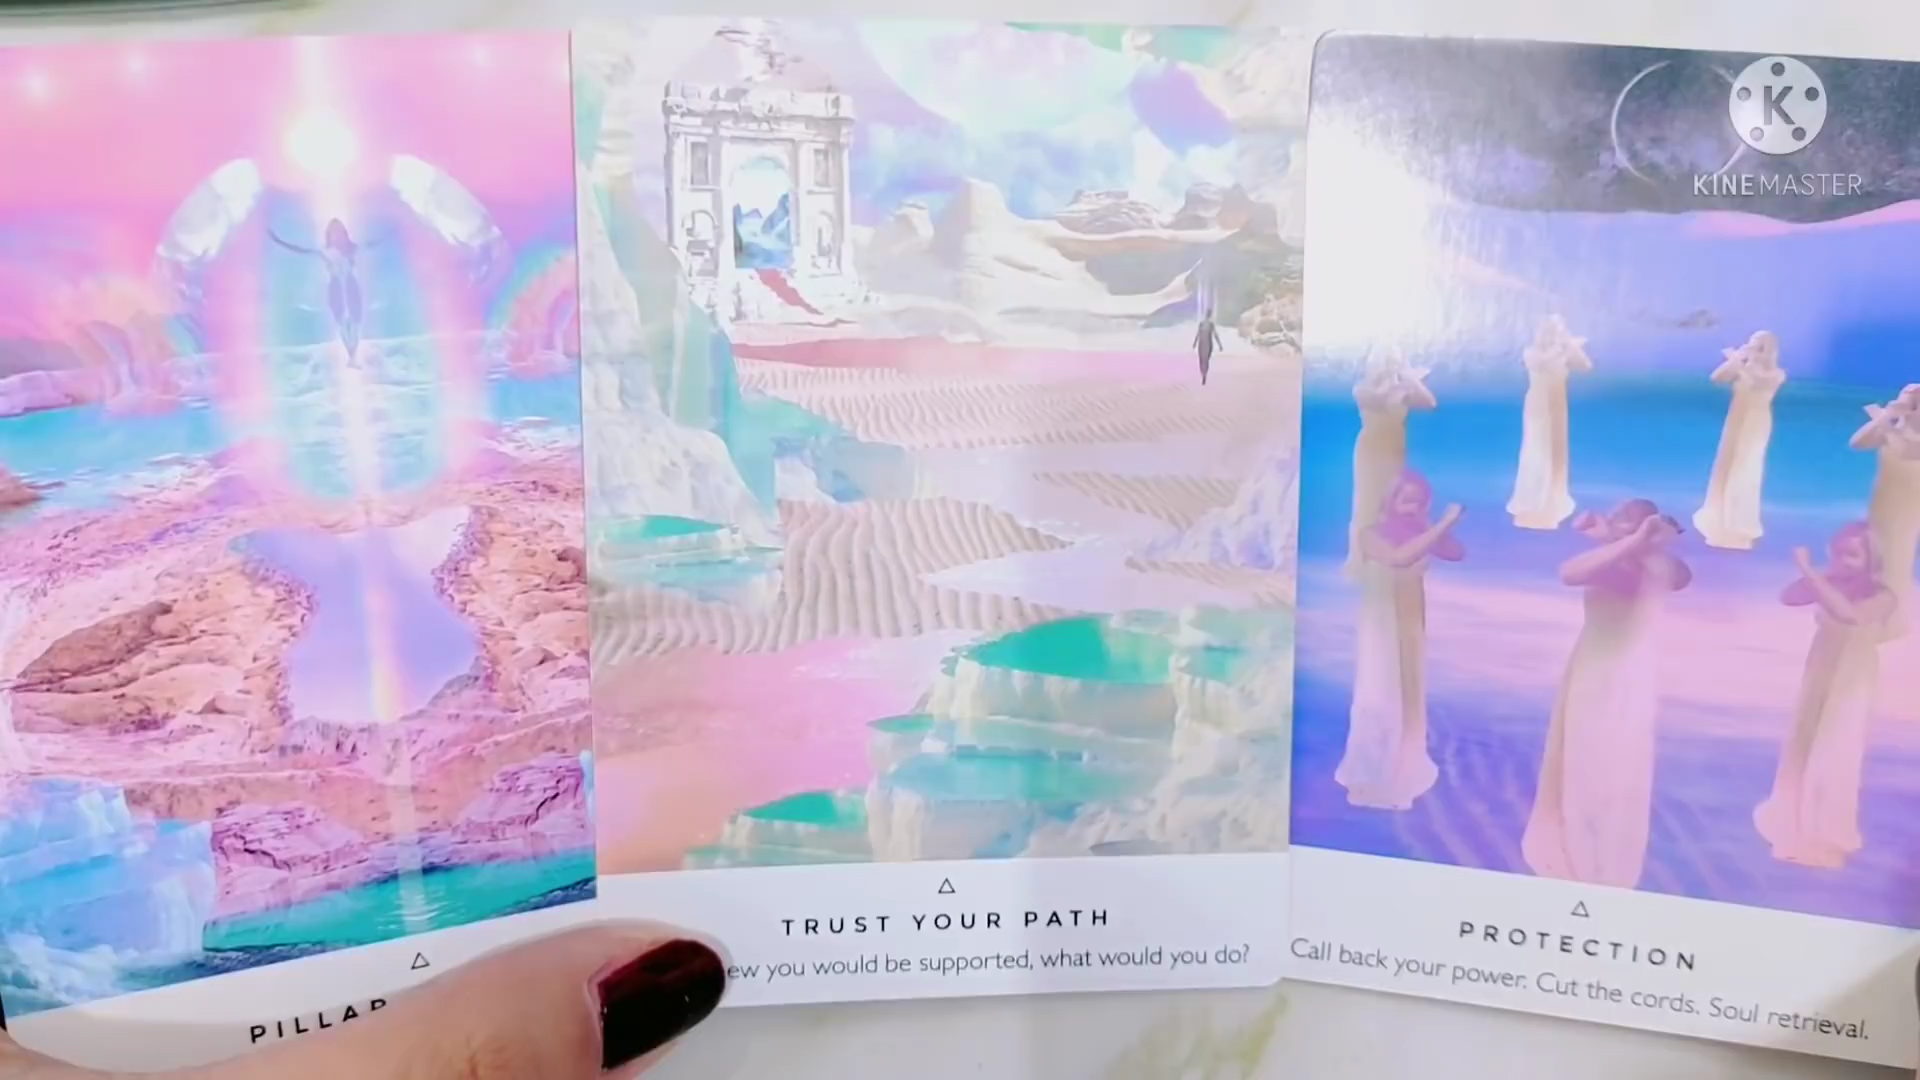 KINEMASTER
PILLAR
TRUST YOUR PATH
you would be supported, what would you do?
PROTECTION
Call back your power. Cut the cords. Soul retrieval.